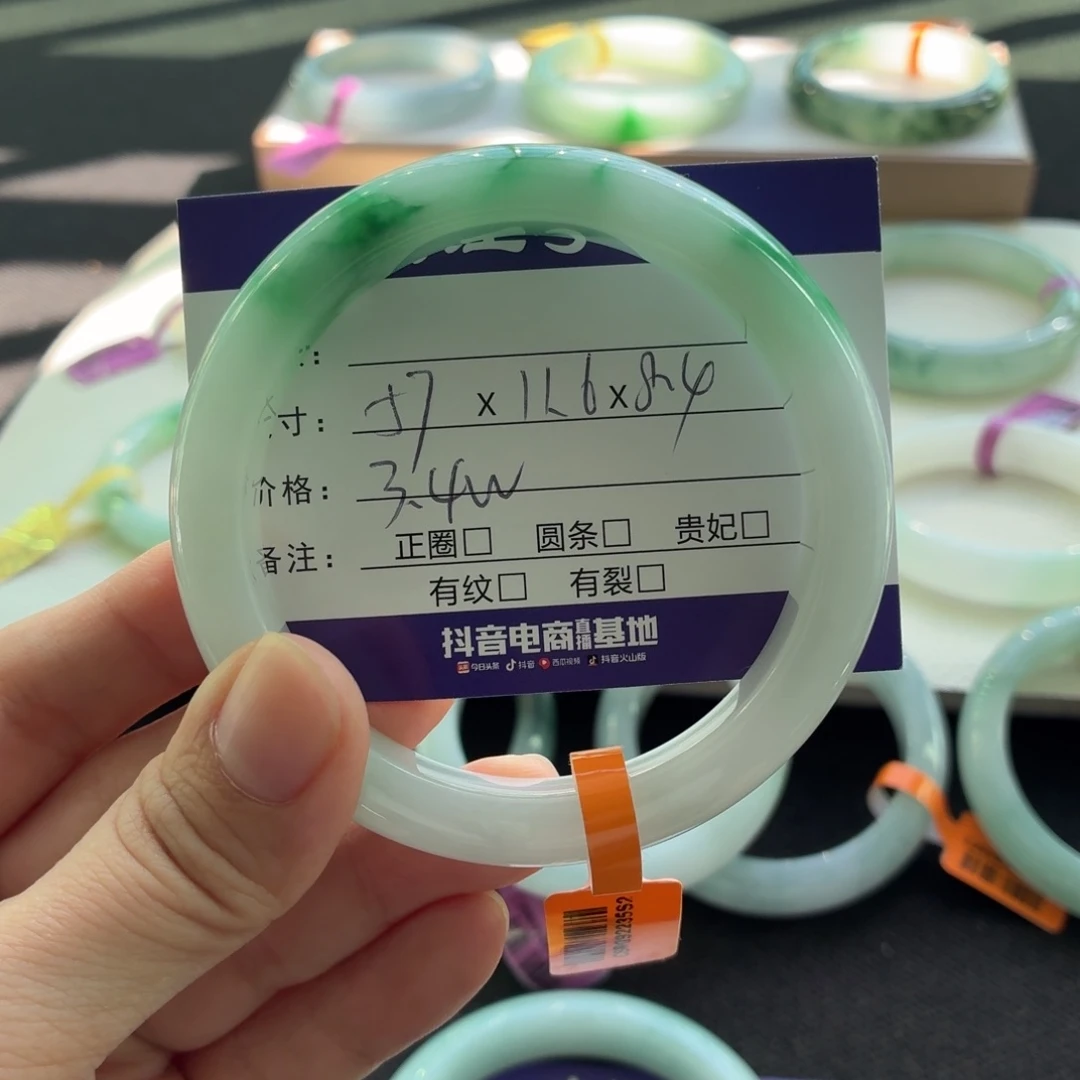 寸： 57 x 11.6 x 8.4
价格： 3.4w
备注： 正圈□ 圆条□ 贵妃□
有纹□ 有裂□
抖音电商直播基地
今日头条 抖音 西瓜视频 抖音火山版